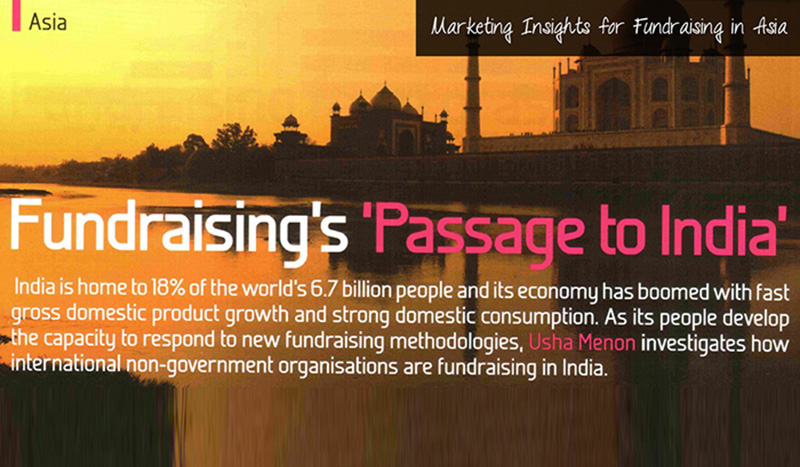 Asia
Marketing Insights for Fundraising in Asia
Fundraising's 'Passage to India'
India is home to 18% of the world's 6.7 billion people and its economy has boomed with fast
gross domestic product growth and strong domestic consumption. As its people develop
the capacity to respond to new fundraising methodologies, Usha Menon investigates how
international non-government organisations are fundraising in India.